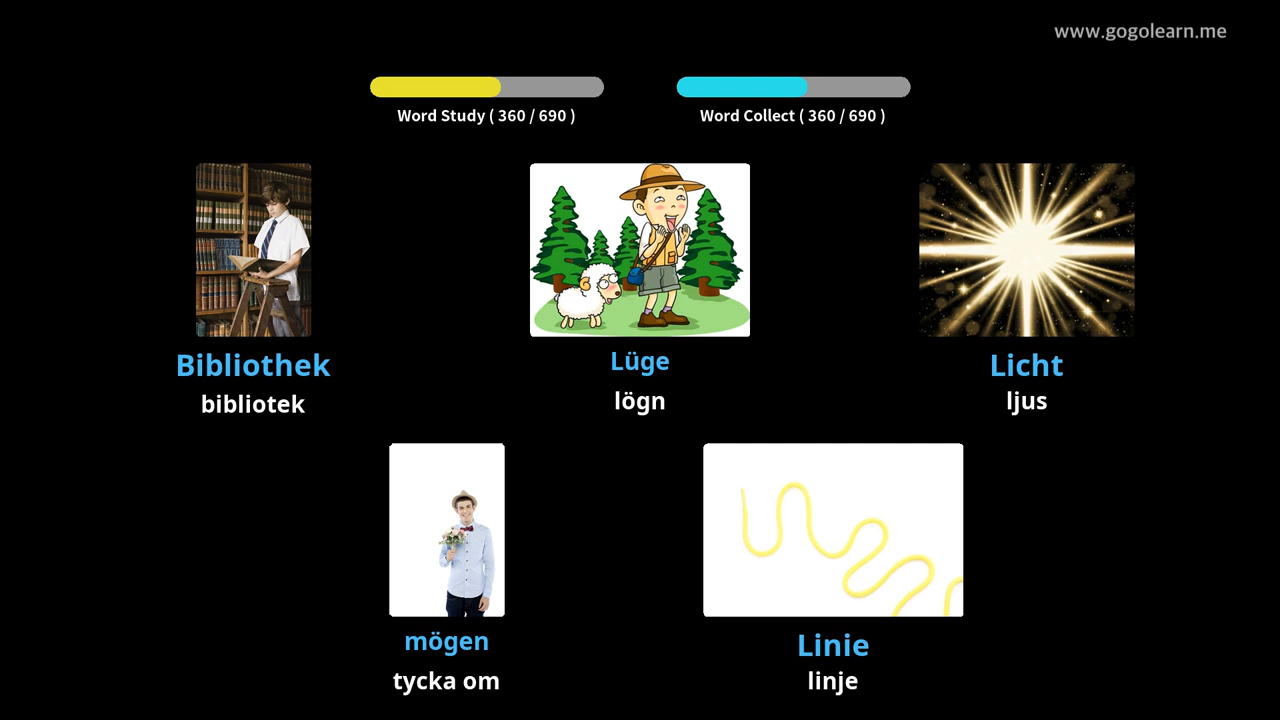 www.gogolearn.me
Word Study ( 360 / 690 )
Word Collect ( 360 / 690 )
Bibliothek
bibliotek
Lüge
lögn
Licht
ljus
mögen
tycka om
Linie
linje